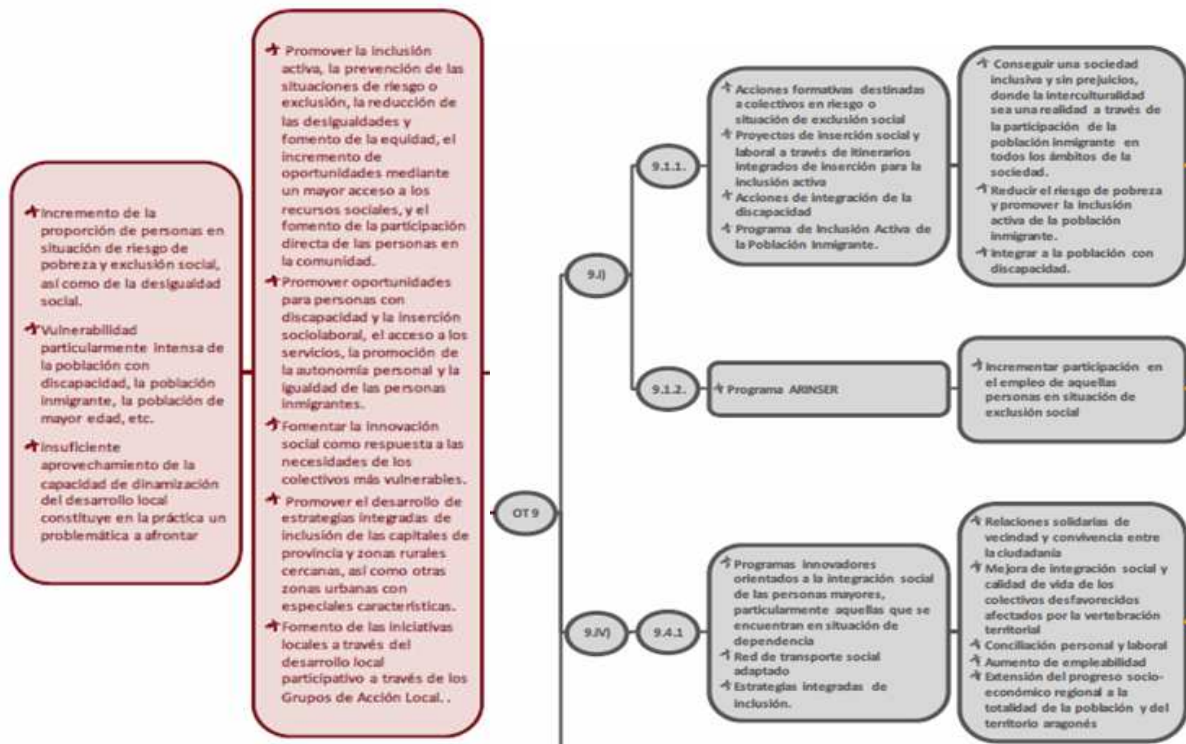 Incremento de la
proporción de personas en
situación de riesgo de
pobreza y exclusión social,
así como de la desigualdad
social.
Vulnerabilidad
particularmente intensa de
la población con
discapacidad, la población
inmigrante, la población de
mayor edad, etc.
Insuficiente
aprovechamiento de la
capacidad de dinamización
del desarrollo local
constituye en la práctica un
problemática a afrontar
Promover la inclusión
activa, la prevención de las
situaciones de riesgo o
exclusión, la reducción de
las desigualdades y
fomento de la equidad, el
incremento de
oportunidades mediante
un mayor acceso a los
recursos sociales, y el
fomento de la participación
directa de las personas en
la comunidad.
Promover oportunidades
para personas con
discapacidad y la inserción
sociolaboral, el acceso a los
servicios, la promoción de
la autonomía personal y la
igualdad de las personas
inmigrantes.
Fomentar la innovación
social como respuesta a las
necesidades de los
colectivos más vulnerables.
Promover el desarrollo de
estrategias integradas de
inclusión de las capitales de
provincia y zonas rurales
cercanas, así como otras
zonas urbanas con
especiales características.
Fomento de las iniciativas
locales a través del
desarrollo local
participativo a través de los
Grupos de Acción Local. .
OT 9
9.I)
9.1.1.
Acciones formativas destinadas
a colectivos en riesgo o
situación de exclusión social
Proyectos de inserción social y
laboral a través de itinerarios
integrados de inserción para la
inclusión activa
Acciones de integración de la
discapacidad
Programa de Inclusión Activa de
la Población Inmigrante.
Conseguir una sociedad
inclusiva y sin prejuicios,
donde la interculturalidad
sea una realidad a través de
la participación de la
población inmigrante en
todos los ámbitos de la
sociedad.
Reducir el riesgo de pobreza
y promover la inclusión
activa de la población
inmigrante.
Integrar a la población con
discapacidad.
9.1.2.
Programa ARINSER
Incrementar participación en
el empleo de aquellas
personas en situación de
exclusión social
9.IV)
9.4.1
Programas innovadores
orientados a la integración social
de las personas mayores,
particularmente aquellas que se
encuentran en situación de
dependencia
Red de transporte social
adaptado
Estrategias integradas de
inclusión.
Relaciones solidarias de
vecindad y convivencia entre
la ciudadanía
Mejora de integración social y
calidad de vida de los
colectivos desfavorecidos
afectados por la vertebración
territorial
Conciliación personal y laboral
Aumento de empleabilidad
Extensión del progreso socio-
económico regional a la
totalidad de la población y del
territorio aragonés